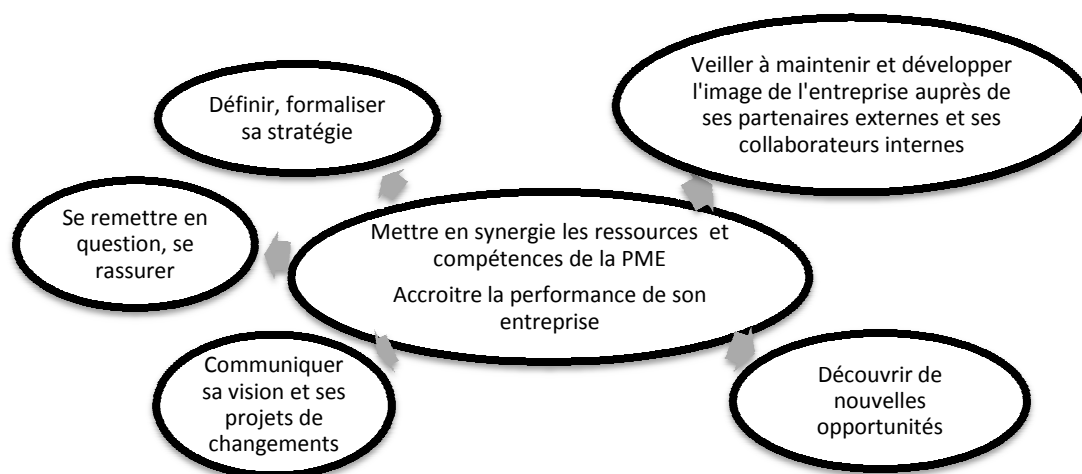 Veiller à maintenir et développer
l'image de l'entreprise auprès de
ses partenaires externes et ses
collaborateurs internes
Définir, formaliser
sa stratégie
Se remettre en
question, se
rassurer
Mettre en synergie les ressources et
compétences de la PME
Accroitre la performance de son
entreprise
Communiquer
sa vision et ses
projets de
changements
Découvrir de
nouvelles
opportunités